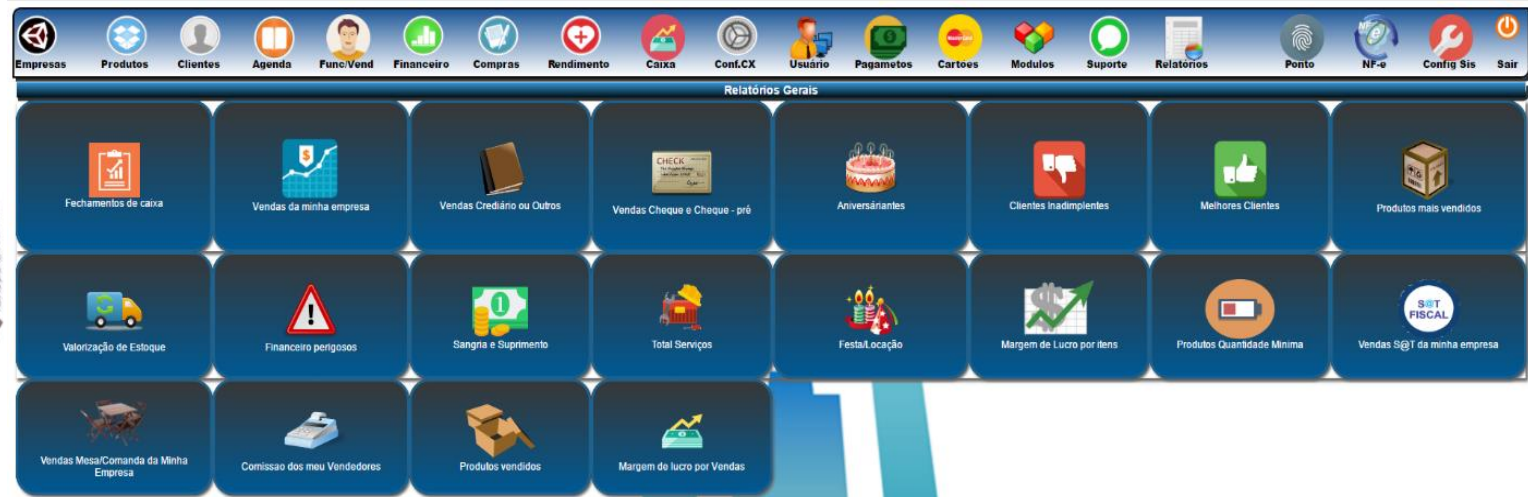 Empresas Produtos Clientes Agenda Func/Vend Financeiro Compras Rendimento Caixa Conf.CX Usuário Pagametos Cartões Modulos Suporte Relatórios Ponto NF-e Config Sis Sair
Relatórios Gerais
Fechamentos de caixa
Vendas da minha empresa
Vendas Crediário ou Outros
CHECK
Vendas Cheque e Cheque - pré
Aniversáriantes
Clientes Inadimplentes
Melhores Clientes
Produtos mais vendidos
Valorização de Estoque
Financeiro perigosos
Sangria e Suprimento
Total Serviços
Festa/Locação
Margem de Lucro por itens
Produtos Quantidade Minima
S@T
FISCAL
Vendas S@T da minha empresa
Vendas Mesa/Comanda da Minha
Empresa
Comissao dos meu Vendedores
Produtos vendidos
Margem de lucro por Vendas